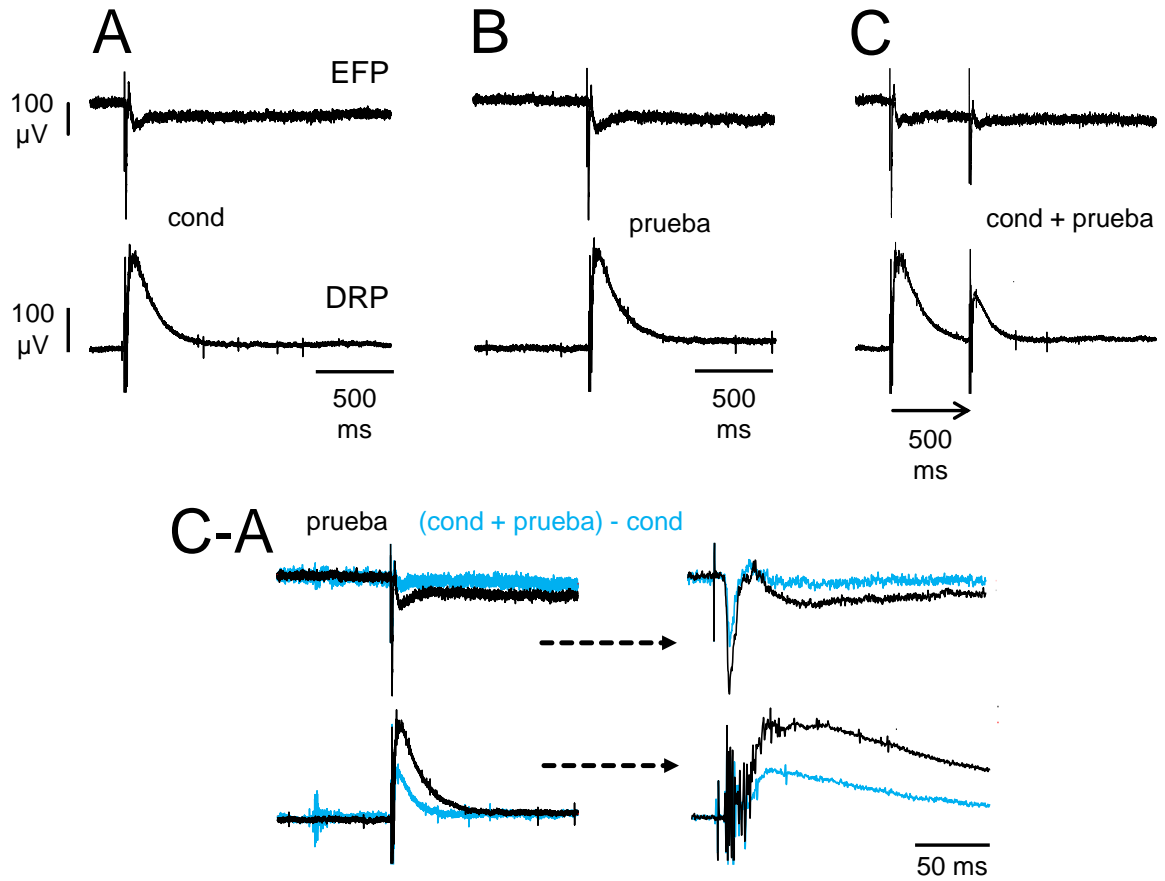 A
B
C
EFP
100
µV
cond
prueba
cond + prueba
DRP
100
µV
500
ms
500
ms
500
ms
C-A
prueba
(cond + prueba) - cond
50 ms